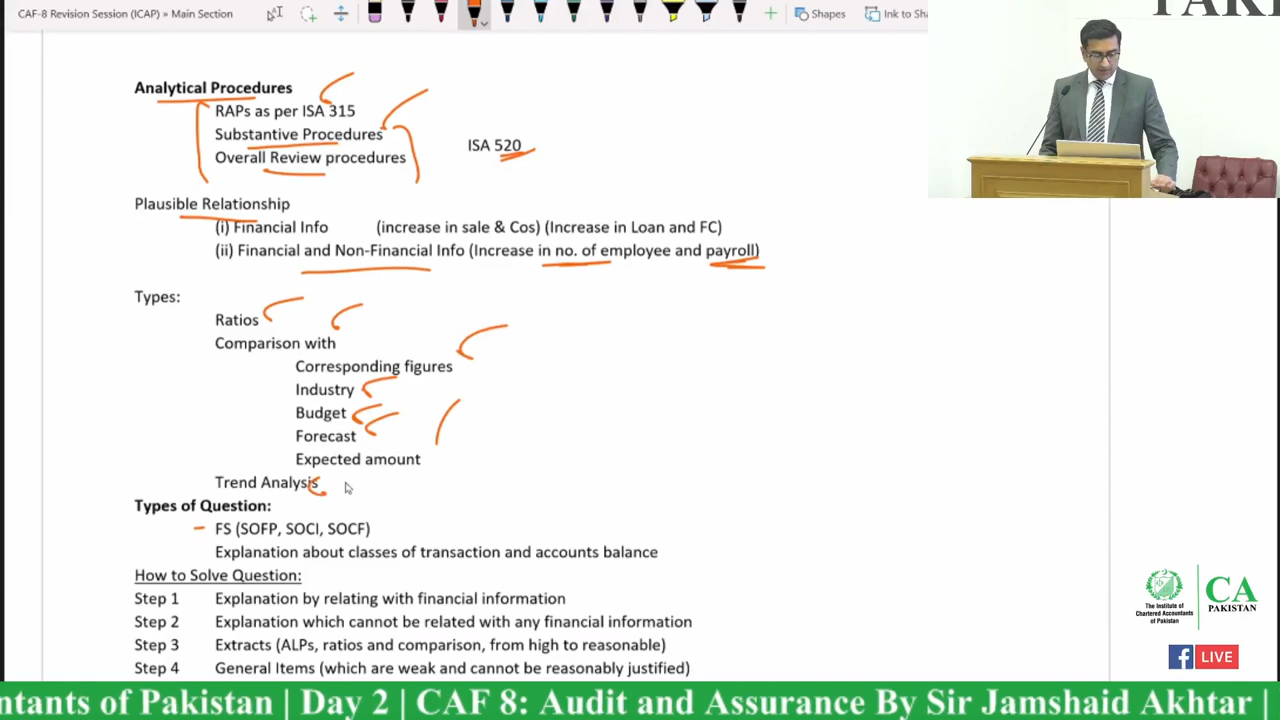 CAF-8 Revision Session (ICAP) » Main Section
Shapes
Ink to Sha
Analytical Procedures
RAPs as per ISA 315
Substantive Procedures
Overall Review procedures
ISA 520
Plausible Relationship
(i) Financial Info (increase in sale & Cos) (Increase in Loan and FC)
(ii) Financial and Non-Financial Info (Increase in no. of employee and payroll)
Types:
Ratios
Comparison with
Corresponding figures
Industry
Budget
Forecast
Expected amount
Trend Analysis
Types of Question:
FS (SOFP, SOCI, SOCF)
Explanation about classes of transaction and accounts balance
How to Solve Question:
Step 1 Explanation by relating with financial information
Step 2 Explanation which cannot be related with any financial information
Step 3 Extracts (ALPs, ratios and comparison, from high to reasonable)
Step 4 General Items (which are weak and cannot be reasonably justified)
The Institute of
Chartered Accountants
of Pakistan
CA
PAKISTAN
LIVE
ntants of Pakistan | Day 2 | CAF 8: Audit and Assurance By Sir Jamshaid Akhtar |